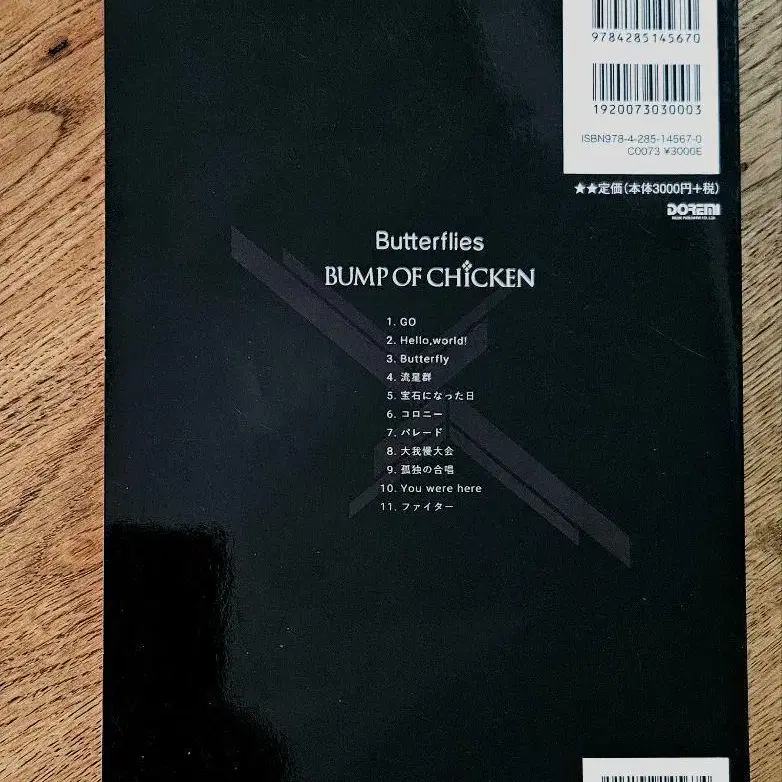 9784285145670
1920073030003
ISBN978-4-285-14567-0
C0073 ¥3000E
★★定価(本体3000円+税)
DOREMI
Butterflies
BUMP OF CHICKEN
1. GO
2. Hello,world!
3. Butterfly
4. 流星群
5. 宝石になった日
6. コロニー
7. パレード
8. 大我慢大会
9. 孤独の合唱
10. You were here
11. ファイター